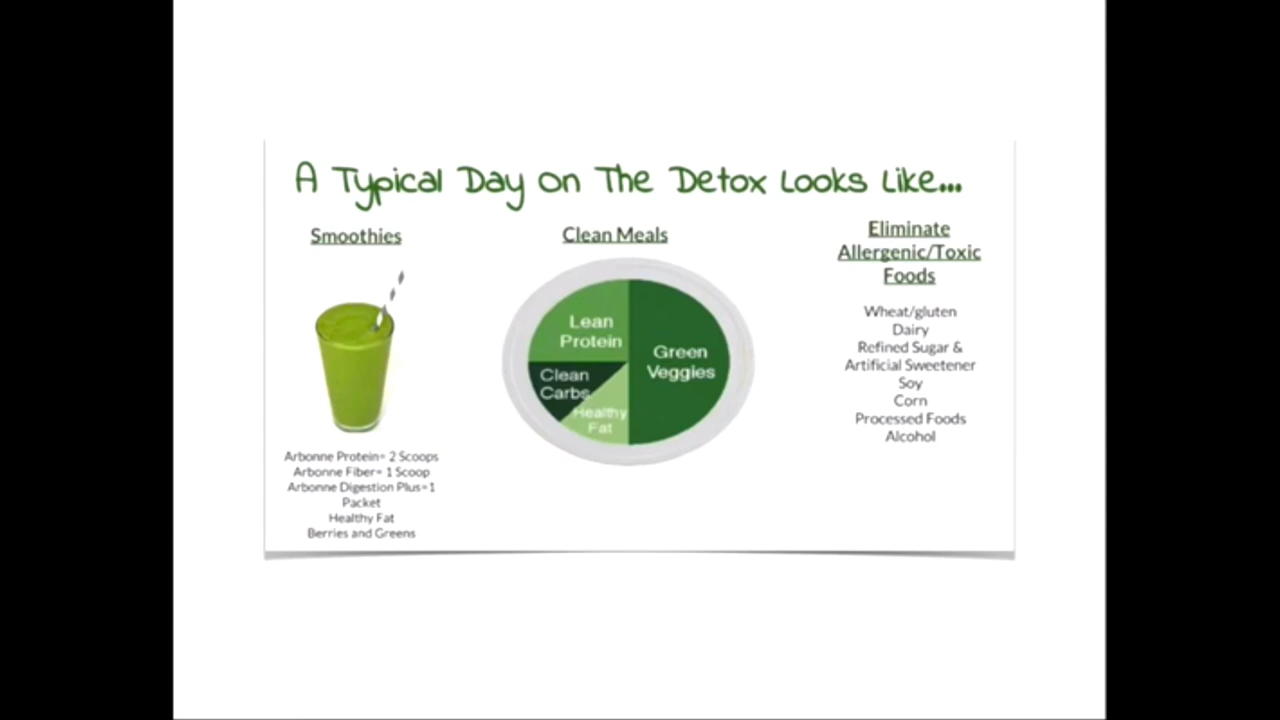 A Typical Day On The Detox Looks Like...
Smoothies
Arbonne Protein= 2 Scoops
Arbonne Fiber= 1 Scoop
Arbonne Digestion Plus=1
Packet
Healthy Fat
Berries and Greens
Clean Meals
Lean
Protein
Clean
Carbs
Healthy
Fat
Green
Veggies
Eliminate
Allergenic/Toxic
Foods
Wheat/gluten
Dairy
Refined Sugar &
Artificial Sweetener
Soy
Corn
Processed Foods
Alcohol